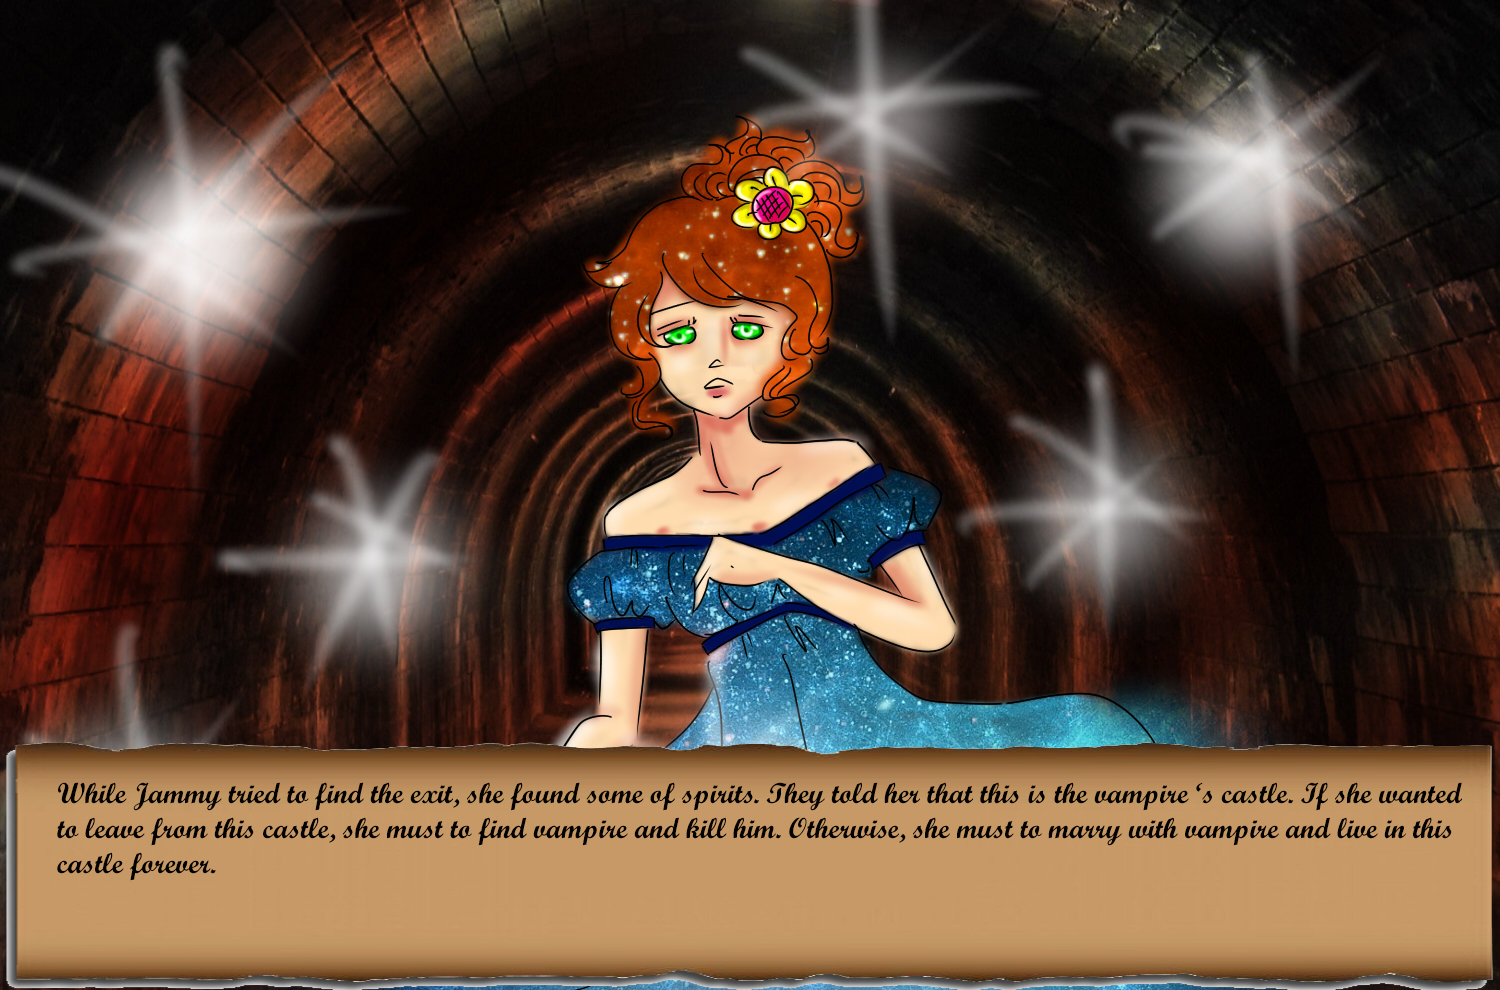 While Jammy tried to find the exit, she found some of spirits. They told her that this is the vampire ‘s castle. If she wanted
to leave from this castle, she must to find vampire and kill him. Otherwise, she must to marry with vampire and live in this
castle forever.